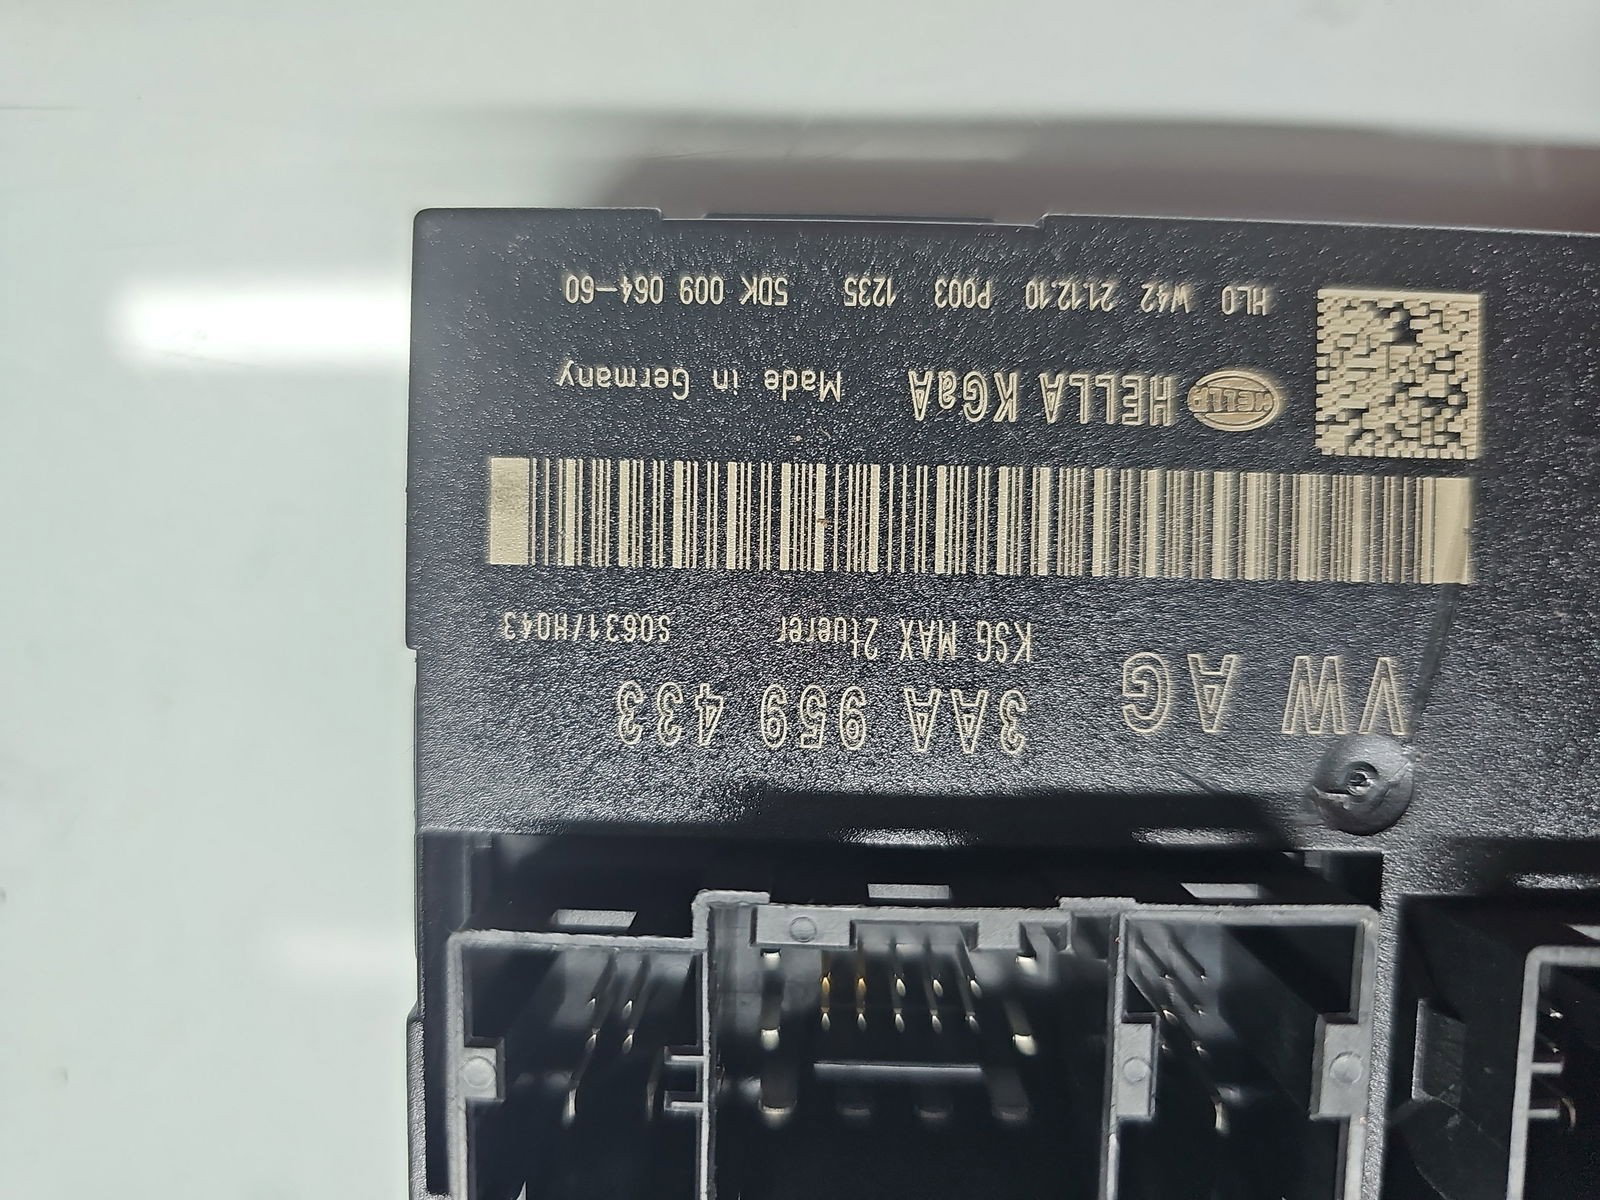 VW AG 3AA 959 433
KSG MAX 2tuerer S0631/H043
HELLA HELLA KGaA Made in Germany
HLO W42 21.12.10 P003 1235 5DK 009 064-60